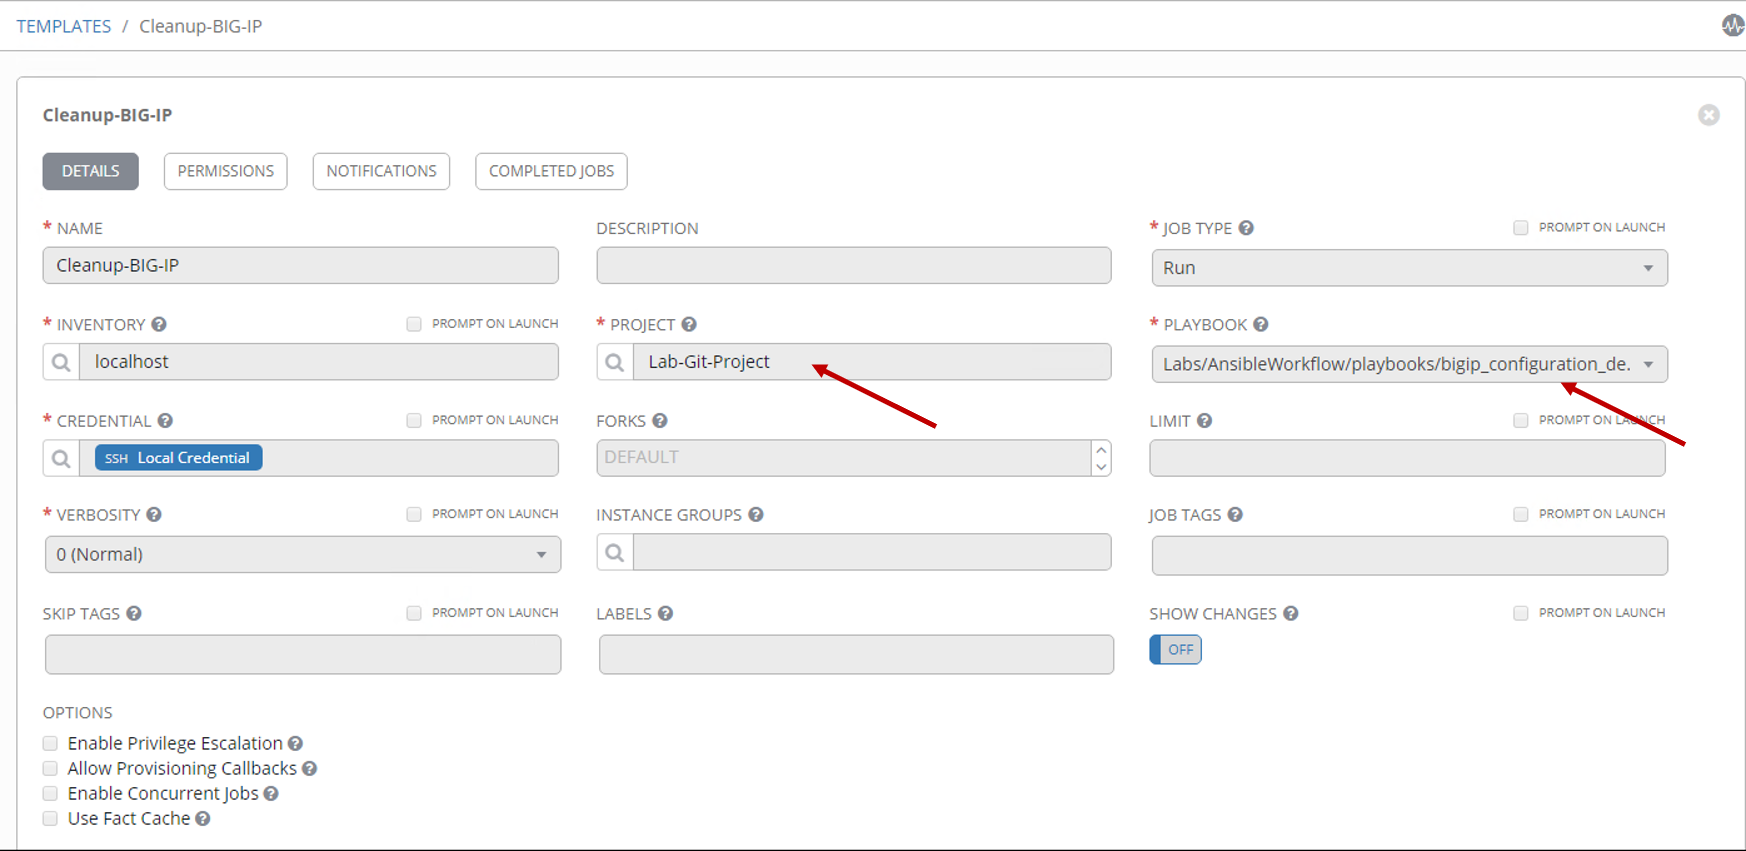 TEMPLATES / Cleanup-BIG-IP
Cleanup-BIG-IP
DETAILS PERMISSIONS NOTIFICATIONS COMPLETED JOBS
* NAME
Cleanup-BIG-IP
DESCRIPTION
* JOB TYPE ? PROMPT ON LAUNCH
Run
* INVENTORY ? PROMPT ON LAUNCH
localhost
* PROJECT ?
Lab-Git-Project
* PLAYBOOK ?
Labs/AnsibleWorkflow/playbooks/bigip_configuration_de.
* CREDENTIAL ? PROMPT ON LAUNCH
SSH Local Credential
FORKS ?
DEFAULT
LIMIT ? PROMPT ON LAUNCH
* VERBOSITY ? PROMPT ON LAUNCH
0 (Normal)
INSTANCE GROUPS ?
JOB TAGS ? PROMPT ON LAUNCH
SKIP TAGS ? PROMPT ON LAUNCH
LABELS ?
SHOW CHANGES ? PROMPT ON LAUNCH
OFF
OPTIONS
Enable Privilege Escalation ?
Allow Provisioning Callbacks ?
Enable Concurrent Jobs ?
Use Fact Cache ?